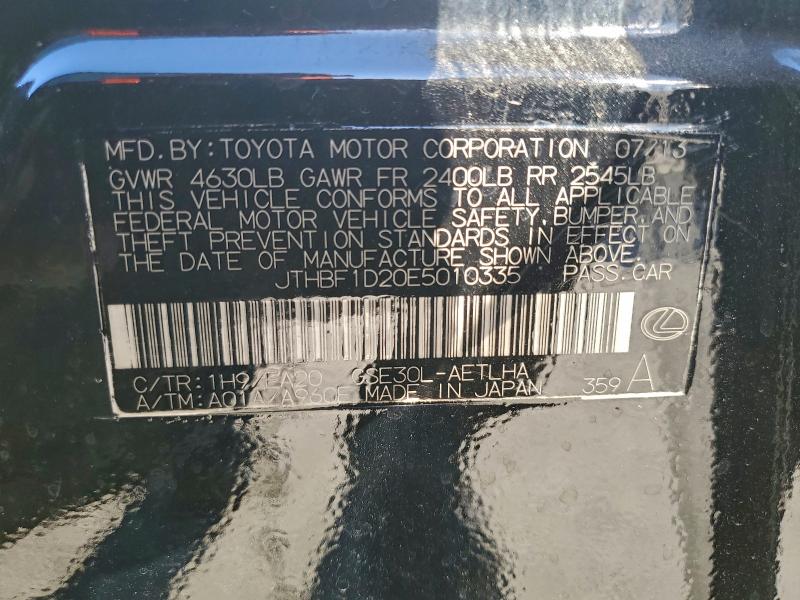 MFD. BY: TOYOTA MOTOR CORPORATION 07/13
GVWR 4630LB GAWR FR 2400LB RR 2545LB
THIS VEHICLE CONFORMS TO ALL APPLICABLE
FEDERAL MOTOR VEHICLE SAFETY, BUMPER, AND
THEFT PREVENTION STANDARDS IN EFFECT ON
THE DATE OF MANUFACTURE SHOWN ABOVE.
JTHBF1D20E5010335 PASS. CAR
C/TR: 1H9/EA20 GSE30L-AETLHA
A/TM: A01A/A960E MADE IN JAPAN 359 A